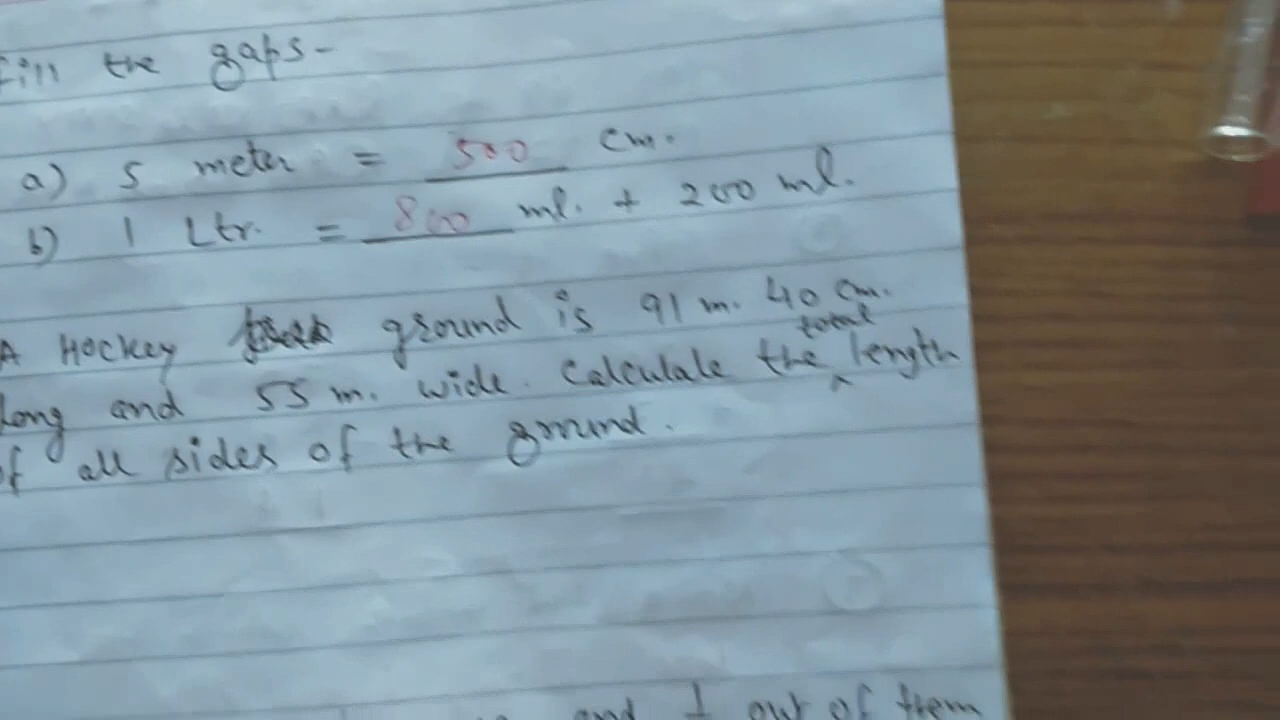 fill the gaps-
a) 5 meter = 500 cm.
b) 1 Ltr. = 800 ml. + 200 ml.
A Hockey ground is 91 m. 40 cm.
long and 55 m. wide. Calculate the total length
of all sides of the ground.
and 1 out of them